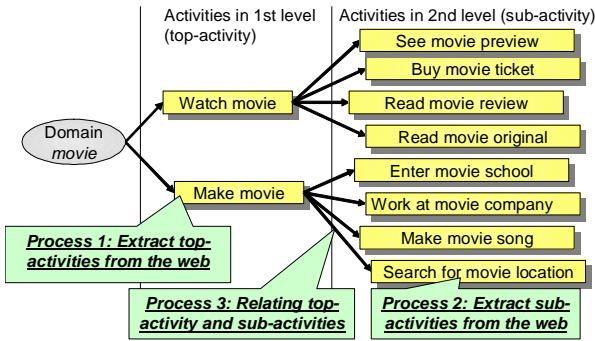 Activities in 1st level
(top-activity)
Activities in 2nd level (sub-activity)
See movie preview
Buy movie ticket
Watch movie
Read movie review
Domain
movie
Read movie original
Enter movie school
Make movie
Work at movie company
Process 1: Extract top-
activities from the web
Make movie song
Search for movie location
Process 3: Relating top-
activity and sub-activities
Process 2: Extract sub-
activities from the web